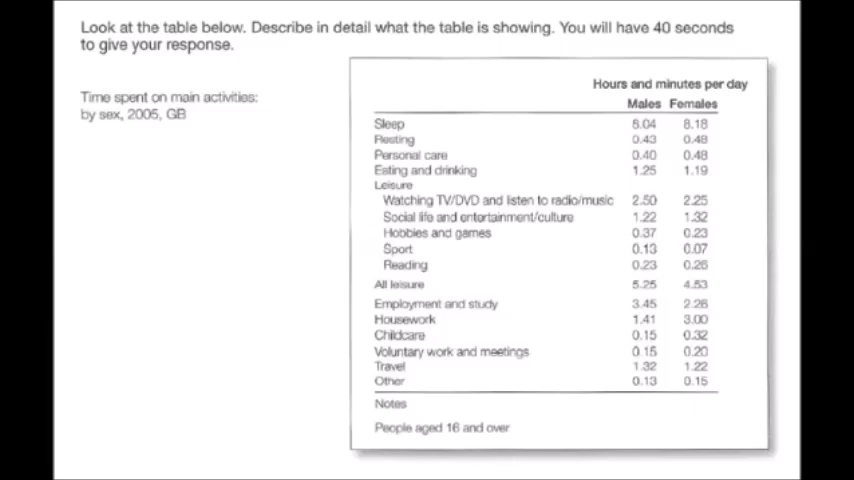 Look at the table below. Describe in detail what the table is showing. You will have 40 seconds
to give your response.
Time spent on main activities:
by sex, 2005, GB
Hours and minutes per day
Males Females
Sleep 8.04 8.18
Resting 0.43 0.48
Personal care 0.40 0.48
Eating and drinking 1.25 1.19
Leisure
Watching TV/DVD and listen to radio/music 2.50 2.25
Social life and entertainment/culture 1.22 1.32
Hobbies and games 0.37 0.23
Sport 0.13 0.07
Reading 0.23 0.26
All leisure 5.25 4.53
Employment and study 3.45 2.26
Housework 1.41 3.00
Childcare 0.15 0.32
Voluntary work and meetings 0.15 0.20
Travel 1.32 1.22
Other 0.13 0.15
Notes
People aged 16 and over